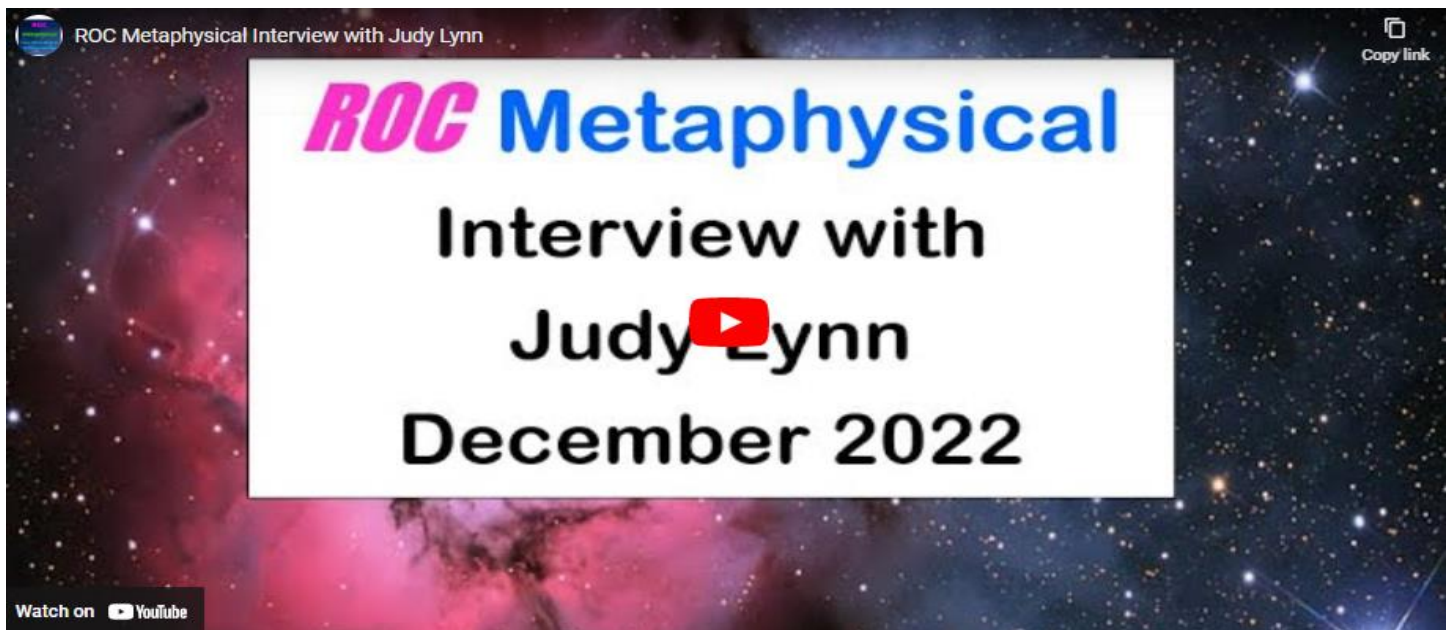 ROC Metaphysical Interview with Judy Lynn
Copy link
ROC Metaphysical
Interview with
Judy Lynn
December 2022
Watch on YouTube